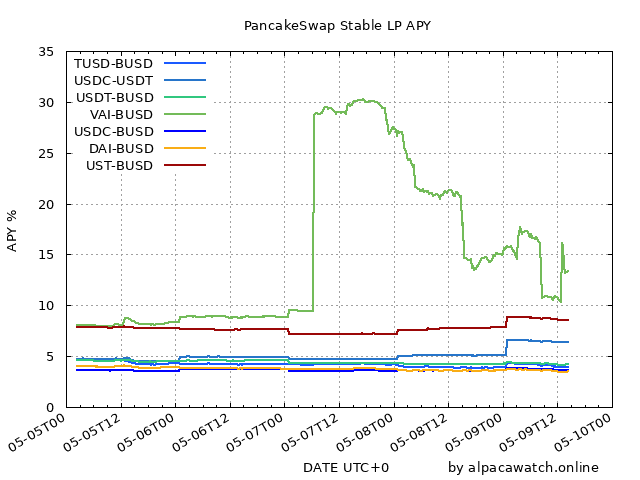 PancakeSwap Stable LP APY
35
30
25
20
15
10
5
0
APY %
TUSD-BUSD
USDC-USDT
USDT-BUSD
VAI-BUSD
USDC-BUSD
DAI-BUSD
UST-BUSD
05-05T00
05-05T12
05-06T00
05-06T12
05-07T00
05-07T12
05-08T00
05-08T12
05-09T00
05-09T12
05-10T00
DATE UTC+0
by alpacawatch.online